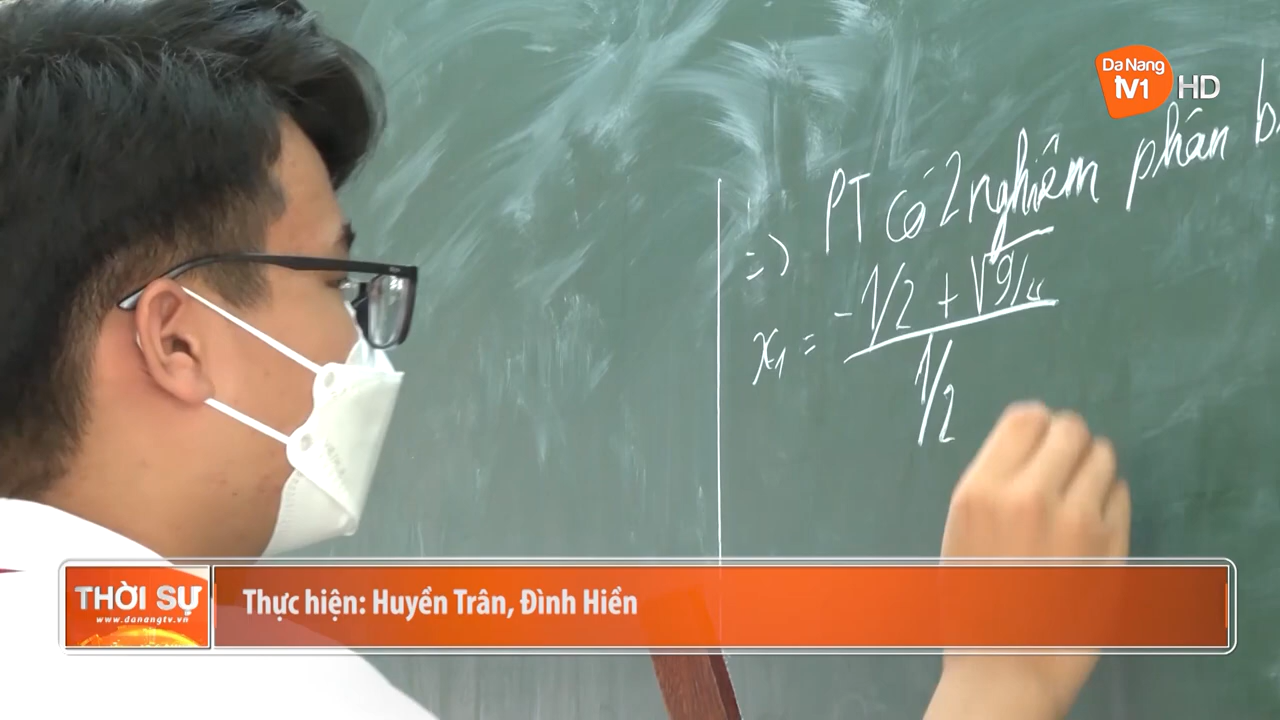 Da Nang
TV1 HD
=> PT có 2 nghiệm phân b
x1 = -1/2 + √9/4
1/2
THỜI SỰ
www.danangtv.vn
Thực hiện: Huyền Trân, Đình Hiền